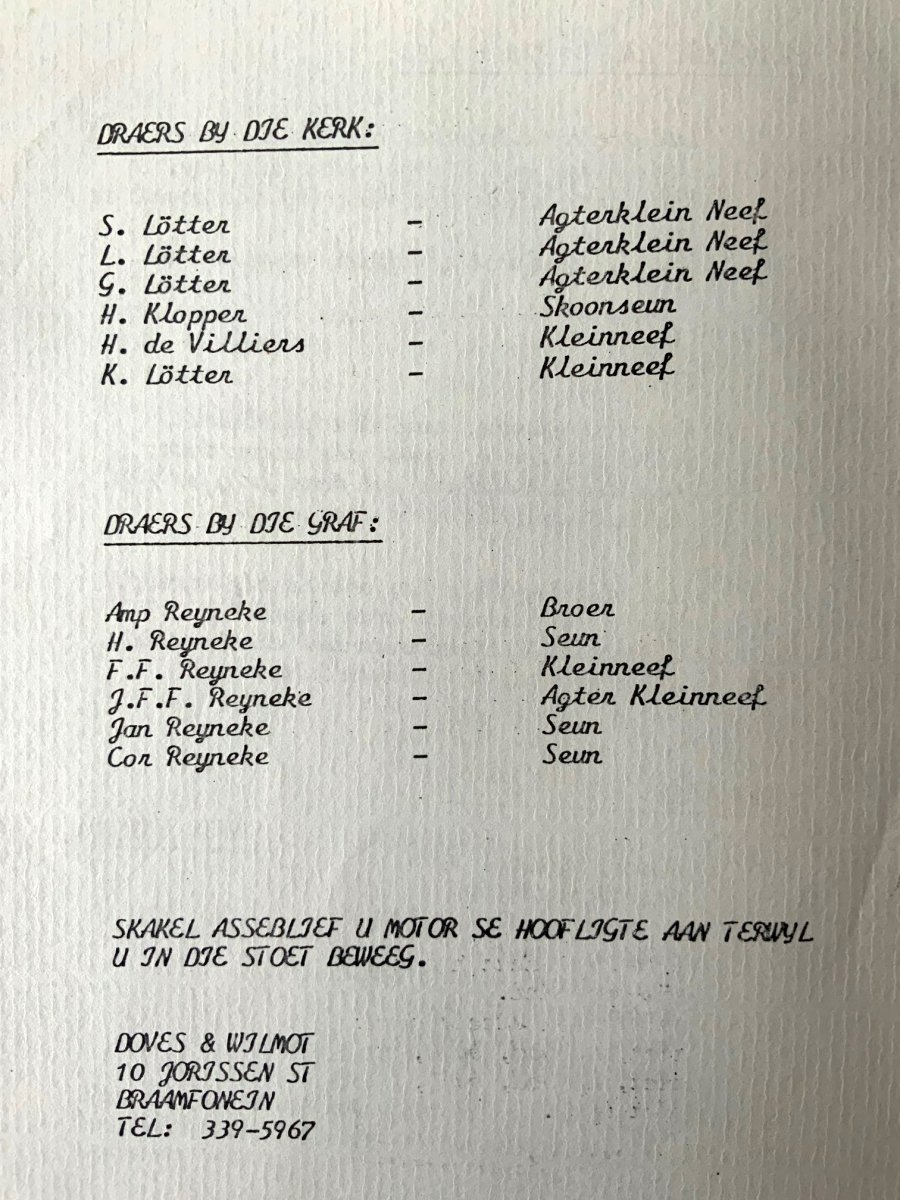 DRAERS BY DIE KERK:
S. Lötter - Agterklein Neef
L. Lötter - Agterklein Neef
G. Lötter - Agterklein Neef
H. Klopper - Skoonseun
H. de Villiers - Kleinneef
K. Lötter - Kleinneef
DRAERS BY DIE GRAF:
Amp Reyneke - Broer
H. Reyneke - Seun
F.F. Reyneke - Kleinneef
J.F.F. Reyneke - Agter Kleinneef
Jan Reyneke - Seun
Cor Reyneke - Seun
SKAKEL ASSEBLIEF U MOTOR SE HOOFLIGTE AAN TERWYL
U IN DIE STOET BEWEEG.
DOVES & WILMOT
10 JORISSEN ST
BRAAMFONEIN
TEL: 339-5967